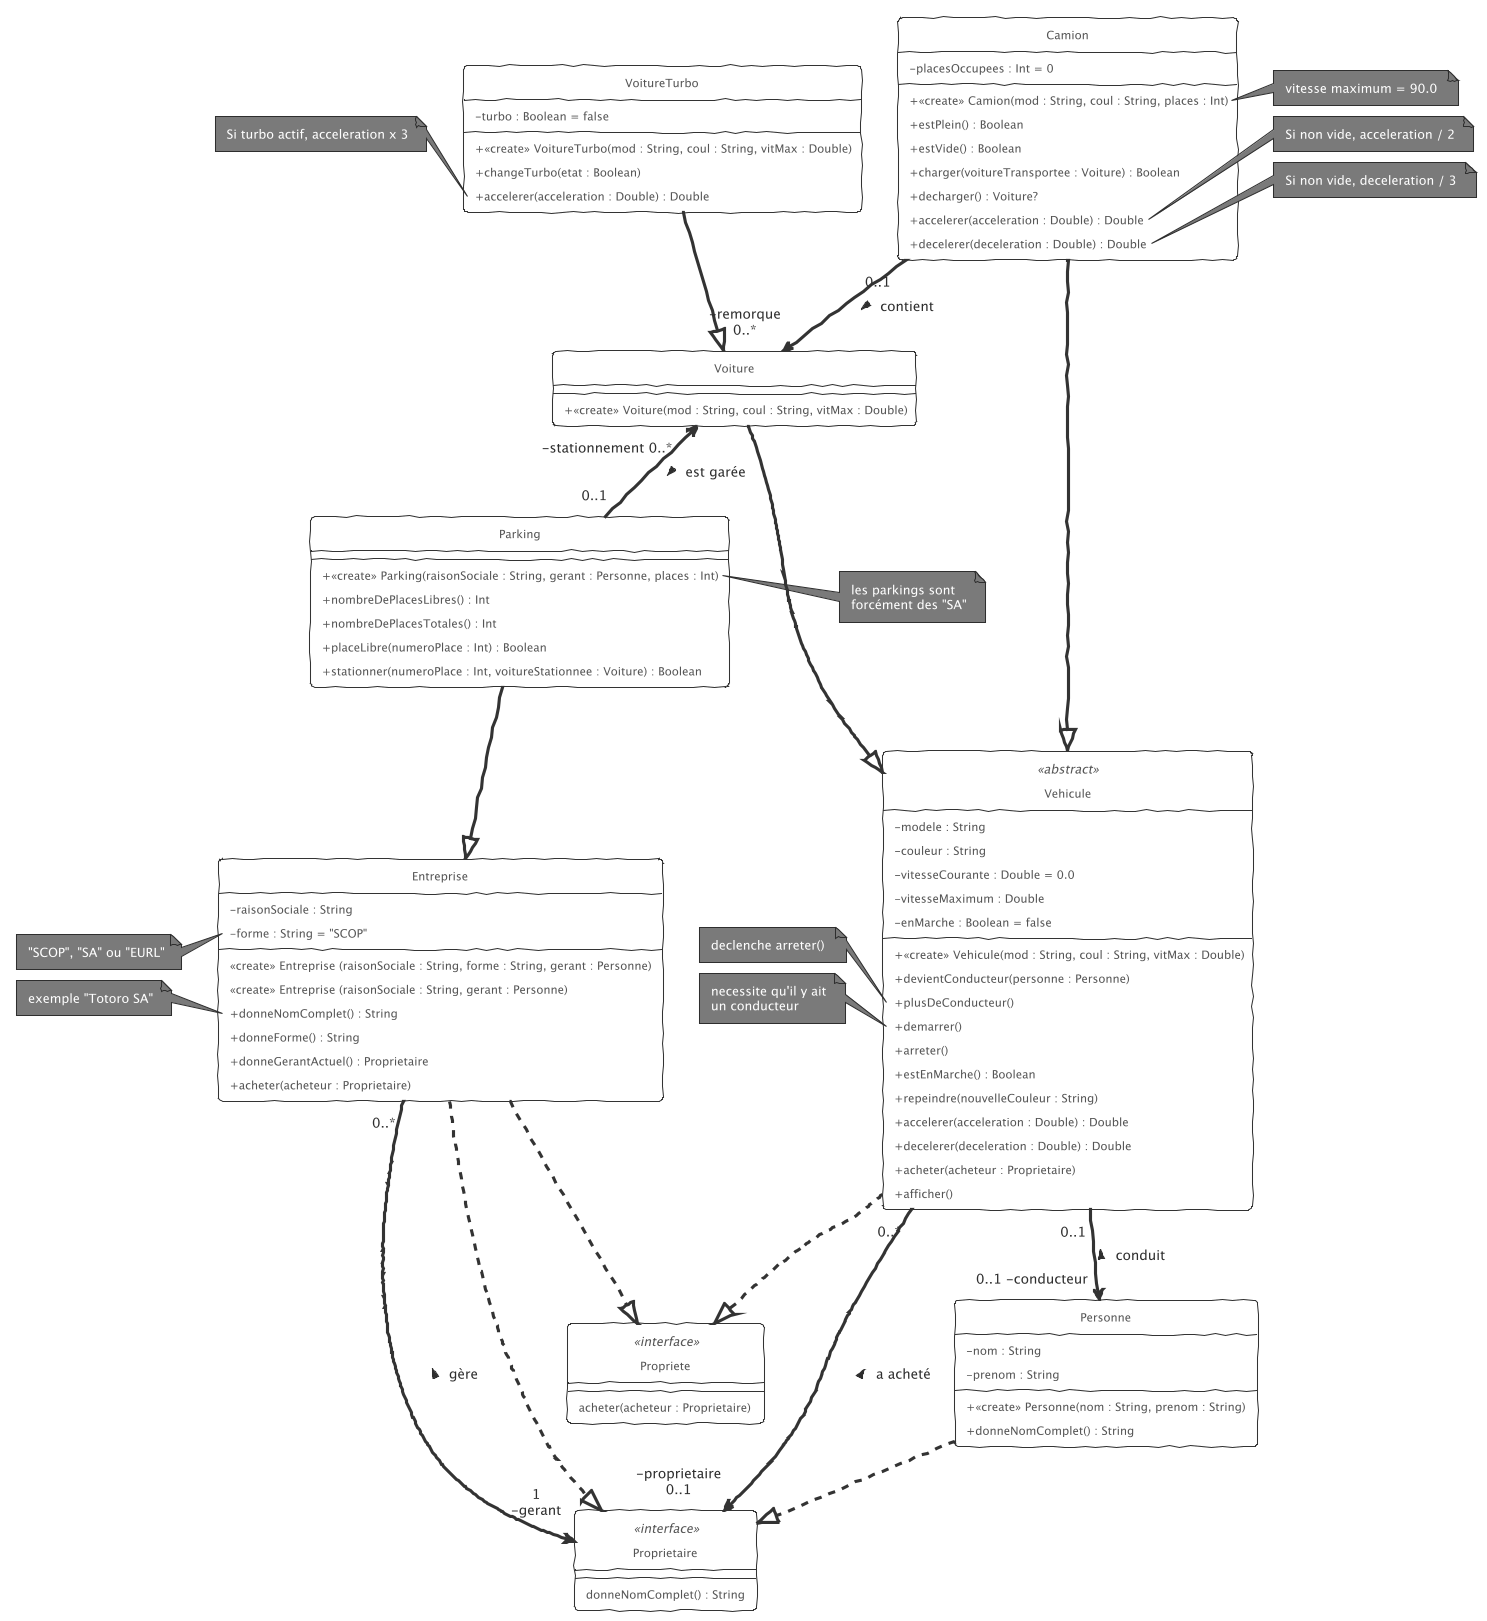 Camion
-placesOccupees : Int = 0
+«create» Camion(mod : String, coul : String, places : Int)
+estPlein() : Boolean
+estVide() : Boolean
+charger(voitureTransportee : Voiture) : Boolean
+decharger() : Voiture?
+accelerer(acceleration : Double) : Double
+decelerer(deceleration : Double) : Double
vitesse maximum = 90.0
Si non vide, acceleration / 2
Si non vide, deceleration / 3
VoitureTurbo
-turbo : Boolean = false
+«create» VoitureTurbo(mod : String, coul : String, vitMax : Double)
+changeTurbo(etat : Boolean)
+accelerer(acceleration : Double) : Double
Si turbo actif, acceleration x 3
0..1
contient
-remorque
0..*
Voiture
+«create» Voiture(mod : String, coul : String, vitMax : Double)
-stationnement 0..*
est garée
0..1
Parking
+«create» Parking(raisonSociale : String, gerant : Personne, places : Int)
+nombreDePlacesLibres() : Int
+nombreDePlacesTotales() : Int
+placeLibre(numeroPlace : Int) : Boolean
+stationner(numeroPlace : Int, voitureStationnee : Voiture) : Boolean
les parkings sont
forcément des "SA"
«abstract»
Vehicule
-modele : String
-couleur : String
-vitesseCourante : Double = 0.0
-vitesseMaximum : Double
-enMarche : Boolean = false
+«create» Vehicule(mod : String, coul : String, vitMax : Double)
+devientConducteur(personne : Personne)
+plusDeConducteur()
+demarrer()
+arreter()
+estEnMarche() : Boolean
+repeindre(nouvelleCouleur : String)
+accelerer(acceleration : Double) : Double
+decelerer(deceleration : Double) : Double
+acheter(acheteur : Proprietaire)
+afficher()
declenche arreter()
necessite qu'il y ait
un conducteur
Entreprise
-raisonSociale : String
-forme : String = "SCOP"
«create» Entreprise (raisonSociale : String, forme : String, gerant : Personne)
«create» Entreprise (raisonSociale : String, gerant : Personne)
+donneNomComplet() : String
+donneForme() : String
+donneGerantActuel() : Proprietaire
+acheter(acheteur : Proprietaire)
"SCOP", "SA" ou "EURL"
exemple "Totoro SA"
0..*
0..1
0..1
conduit
0..1 -conducteur
Personne
-nom : String
-prenom : String
+«create» Personne(nom : String, prenom : String)
+donneNomComplet() : String
«interface»
Propriete
acheter(acheteur : Proprietaire)
gère
a acheté
-proprietaire
0..1
1
-gerant
«interface»
Proprietaire
donneNomComplet() : String